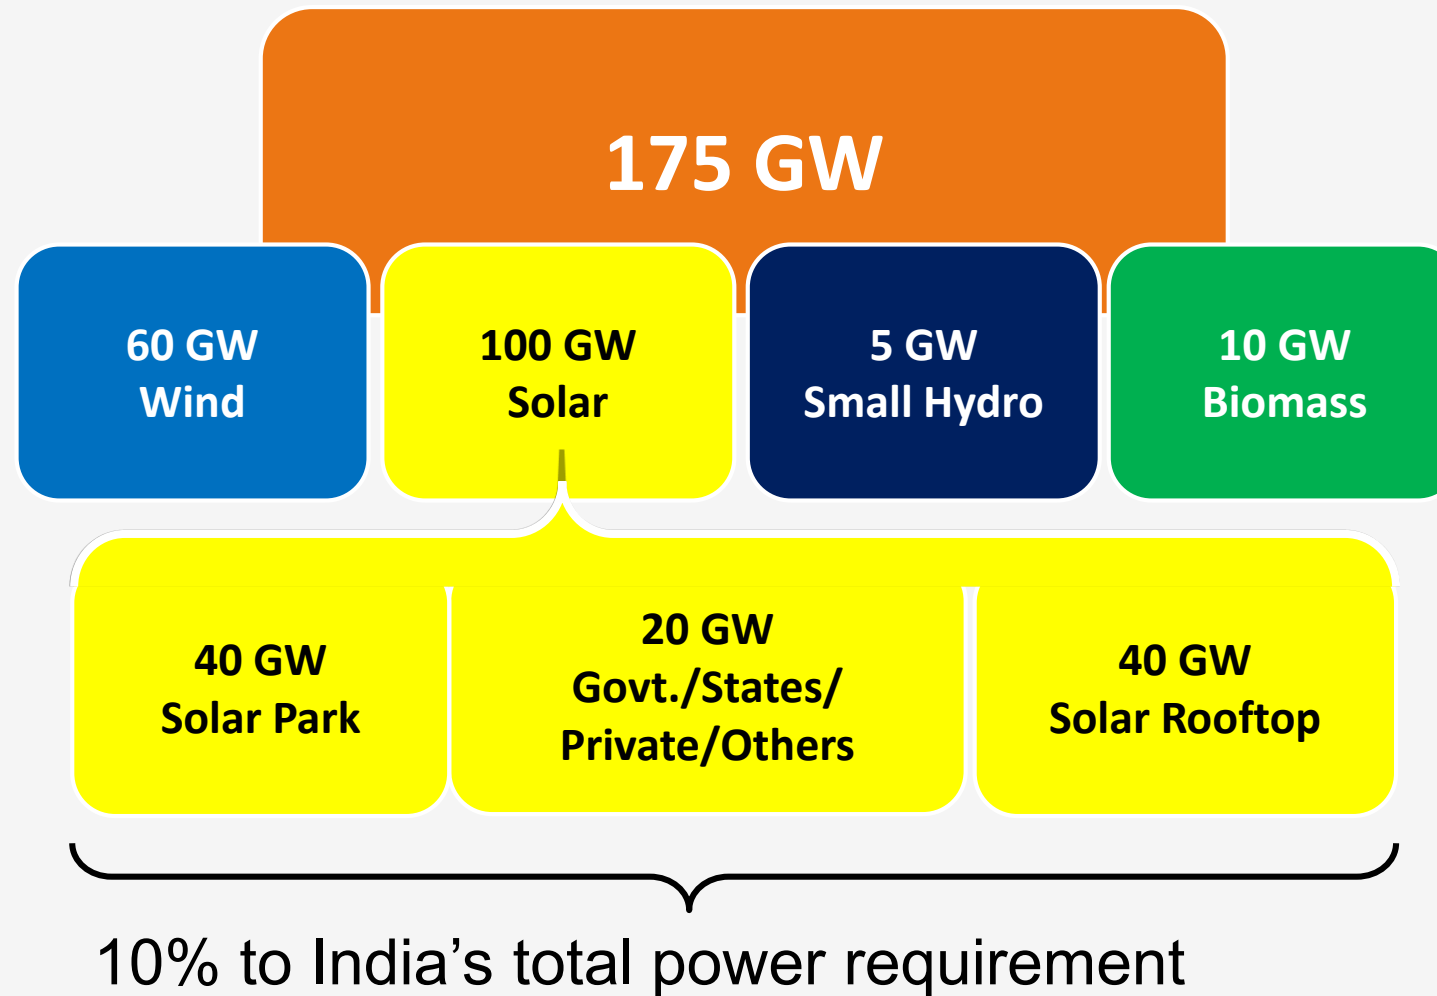 175 GW
60 GW
Wind
100 GW
Solar
5 GW
Small Hydro
10 GW
Biomass
40 GW
Solar Park
20 GW
Govt./States/
Private/Others
40 GW
Solar Rooftop
10% to India’s total power requirement